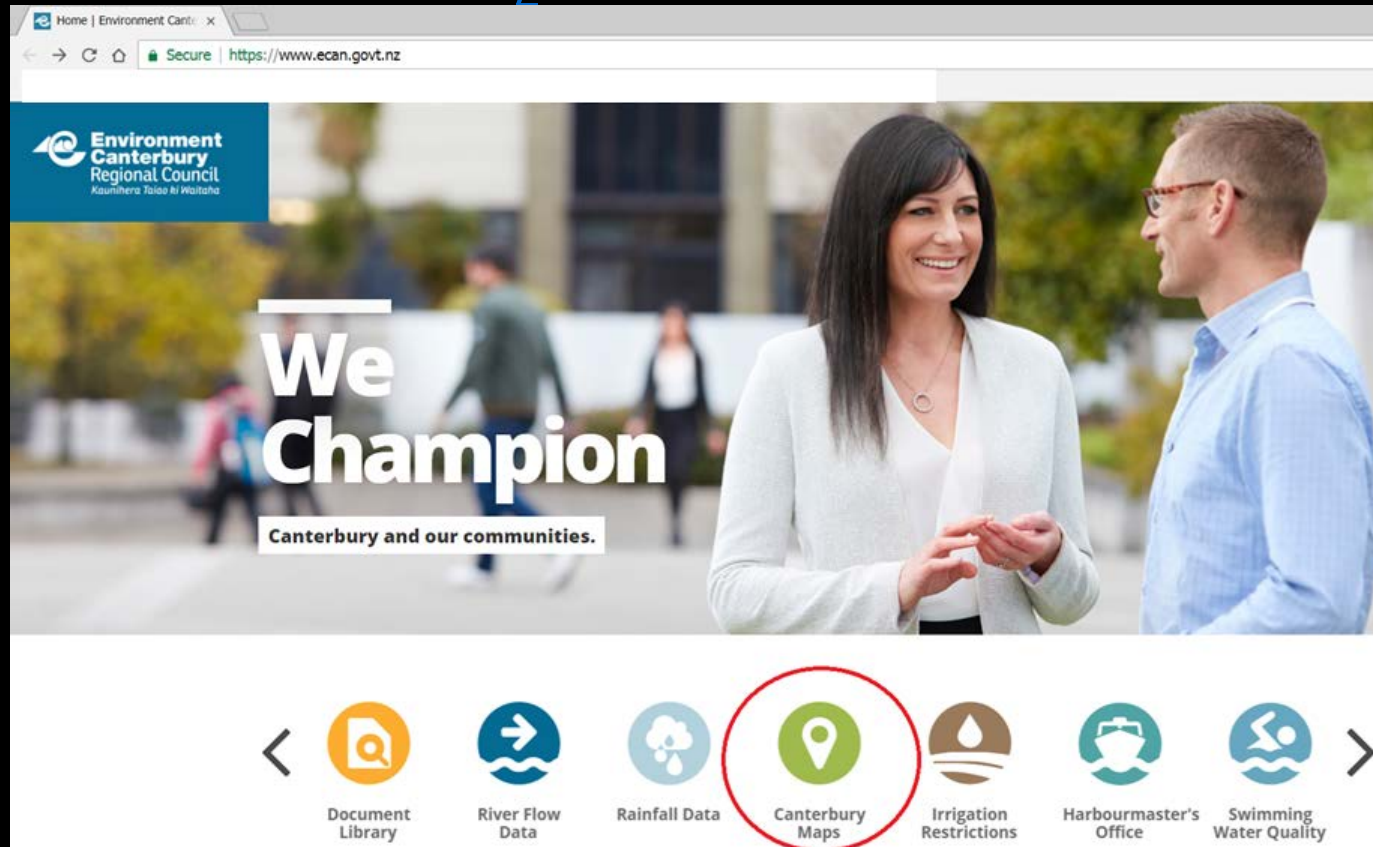 Home | Environment Cante
Secure | https://www.ecan.govt.nz
Environment
Canterbury
Regional Council
Kaunihera Taiao ki Waitaha
We
Champion
Canterbury and our communities.
Document
Library
River Flow
Data
Rainfall Data
Canterbury
Maps
Irrigation
Restrictions
Harbourmaster's
Office
Swimming
Water Quality